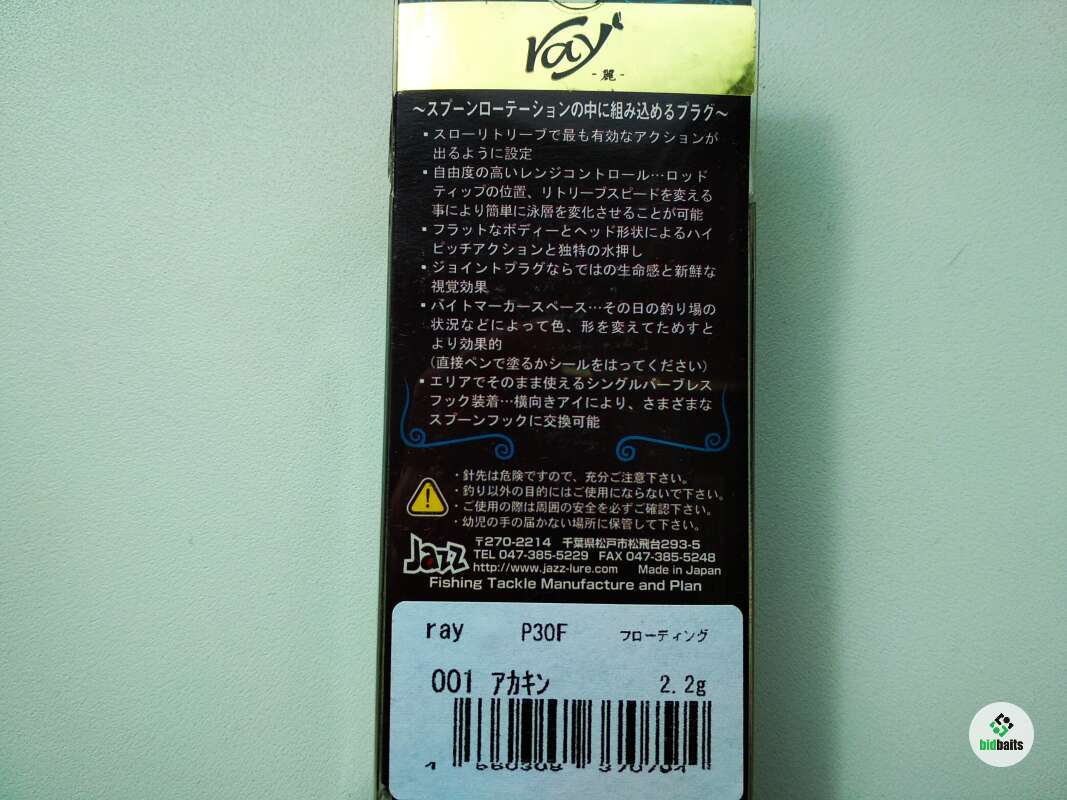 ray
-麗-
～スプーンローテーションの中に組み込めるプラグ～
▪スローリトリーブで最も有効なアクションが
出るように設定
▪自由度の高いレンジコントロール…ロッド
ティップの位置、リトリーブスピードを変える
事により簡単に泳層を変化させることが可能
▪フラットなボディーとヘッド形状によるハイ
ピッチアクションと独特の水押し
▪ジョイントプラグならではの生命感と新鮮な
視覚効果
▪バイトマーカースペース…その日の釣り場の
状況などによって色、形を変えてためすと
より効果的
(直接ペンで塗るかシールをはってください)
▪エリアでそのまま使えるシングルバーブレス
フック装着…横向きアイにより、さまざまな
スプーンフックに交換可能
・針先は危険ですので、充分ご注意下さい。
・釣り以外の目的にはご使用にならないで下さい。
・ご使用の際は周囲の安全を必ずご確認下さい。
・幼児の手の届かない場所に保管して下さい。
Jazz
〒270-2214 千葉県松戸市松飛台293-5
TEL 047-385-5229 FAX 047-385-5248
http://www.jazz-lure.com Made in Japan
Fishing Tackle Manufacture and Plan
ray P30F フローティング
001 アカキン 2.2g
bidbaits